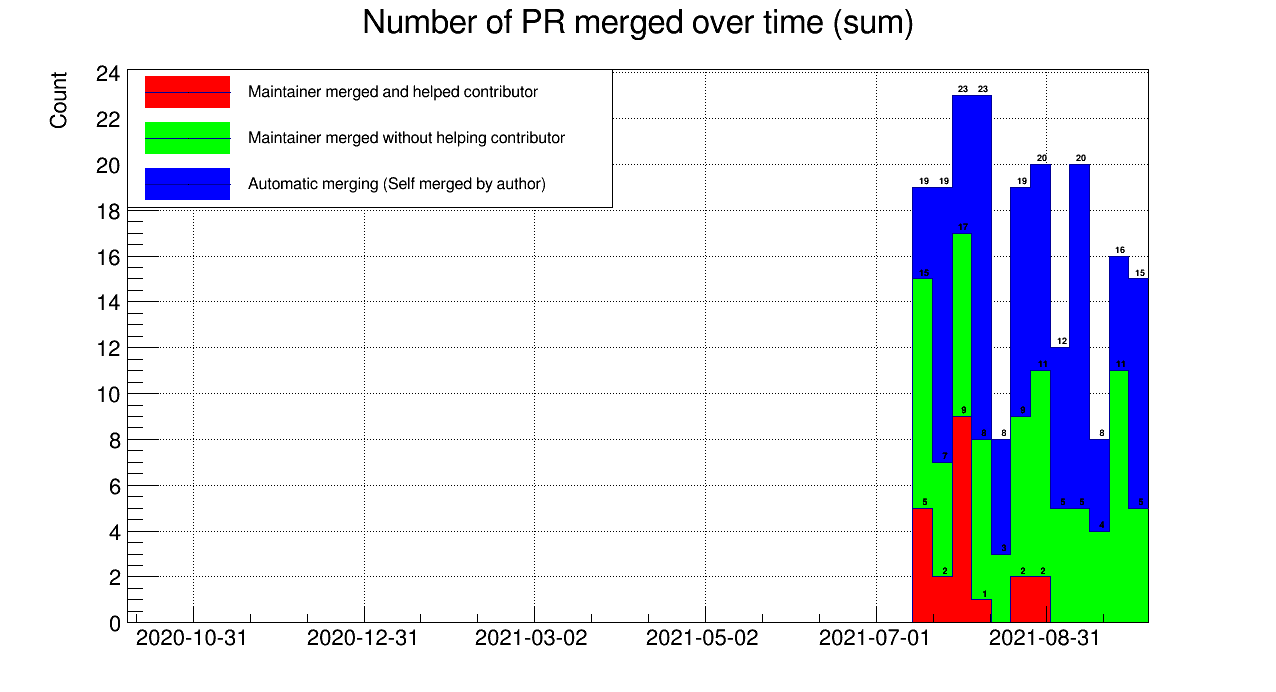 Number of PR merged over time (sum)
Count
24
22
20
18
16
14
12
10
8
6
4
2
0
Maintainer merged and helped contributor
Maintainer merged without helping contributor
Automatic merging (Self merged by author)
23 23
19 19 19 20 20
17
16 15
15
12
11 11
9 9
8 8 8
7
5 5 5 5
4
3
2 2 2
1
2020-10-31 2020-12-31 2021-03-02 2021-05-02 2021-07-01 2021-08-31